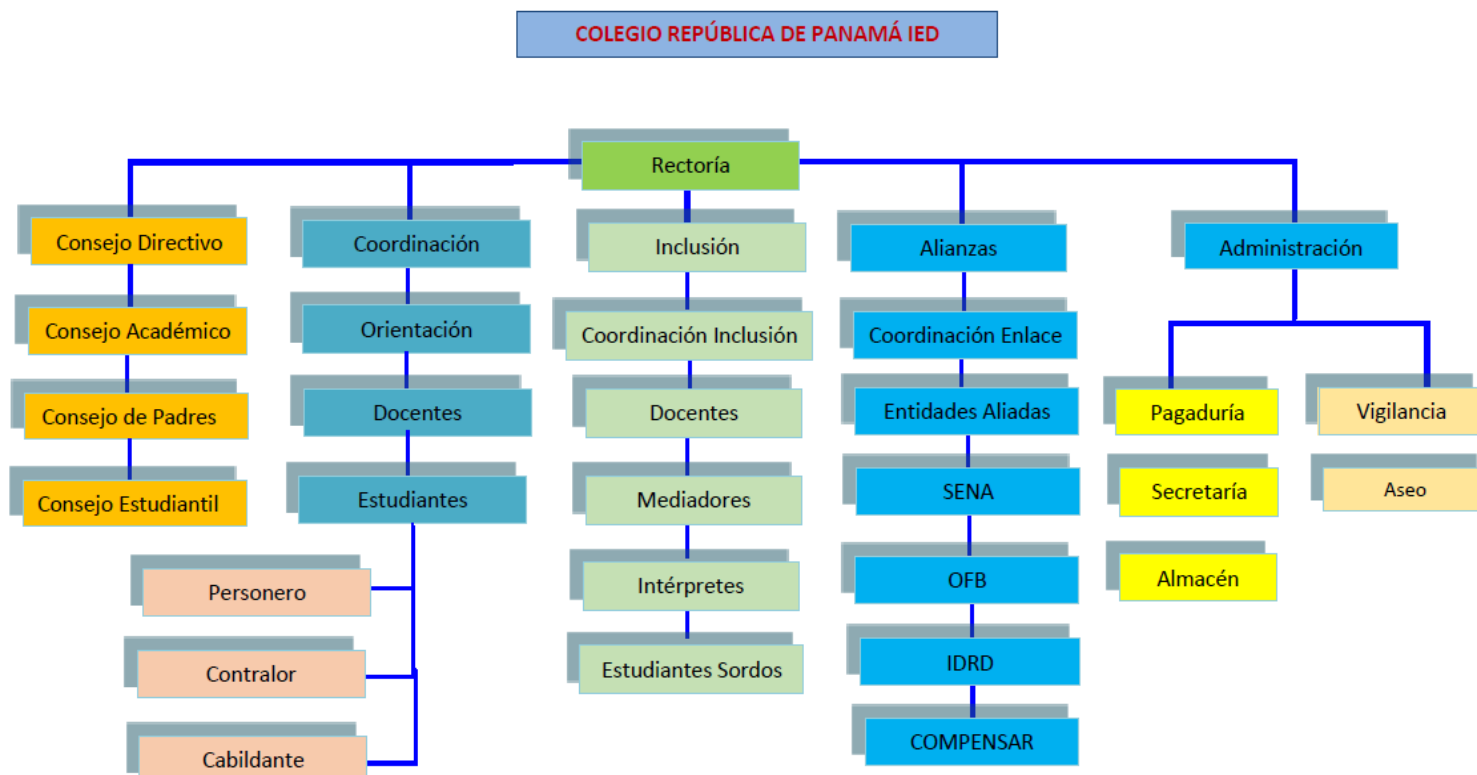 COLEGIO REPÚBLICA DE PANAMÁ IED
Rectoría
Consejo Directivo
Consejo Académico
Consejo de Padres
Consejo Estudiantil
Coordinación
Orientación
Docentes
Estudiantes
Personero
Contralor
Cabildante
Inclusión
Coordinación Inclusión
Docentes
Mediadores
Intérpretes
Estudiantes Sordos
Alianzas
Coordinación Enlace
Entidades Aliadas
SENA
OFB
IDRD
COMPENSAR
Administración
Pagaduría
Secretaría
Almacén
Vigilancia
Aseo